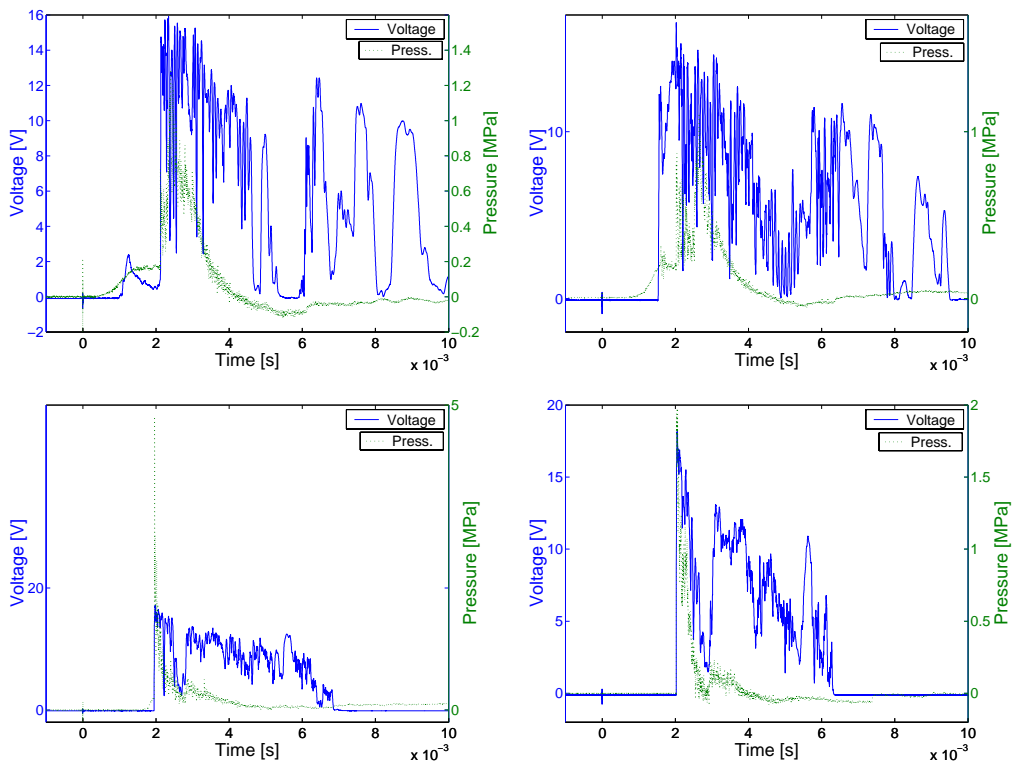 16
14
12
10
8
6
4
2
0
−2
Voltage [V]
1.4
1.2
1
0.8
0.6
0.4
0.2
0
−0.2
Pressure [MPa]
Voltage
Press.
0 2 4 6 8 10
Time [s]
x 10⁻³
10
0
Voltage [V]
1
0
Pressure [MPa]
Voltage
Press.
0 2 4 6 8 10
Time [s]
x 10⁻³
20
0
Voltage [V]
5
0
Pressure [MPa]
Voltage
Press.
0 2 4 6 8 10
Time [s]
x 10⁻³
20
15
10
5
0
Voltage [V]
2
1.5
1
0.5
0
Pressure [MPa]
Voltage
Press.
0 2 4 6 8 10
Time [s]
x 10⁻³